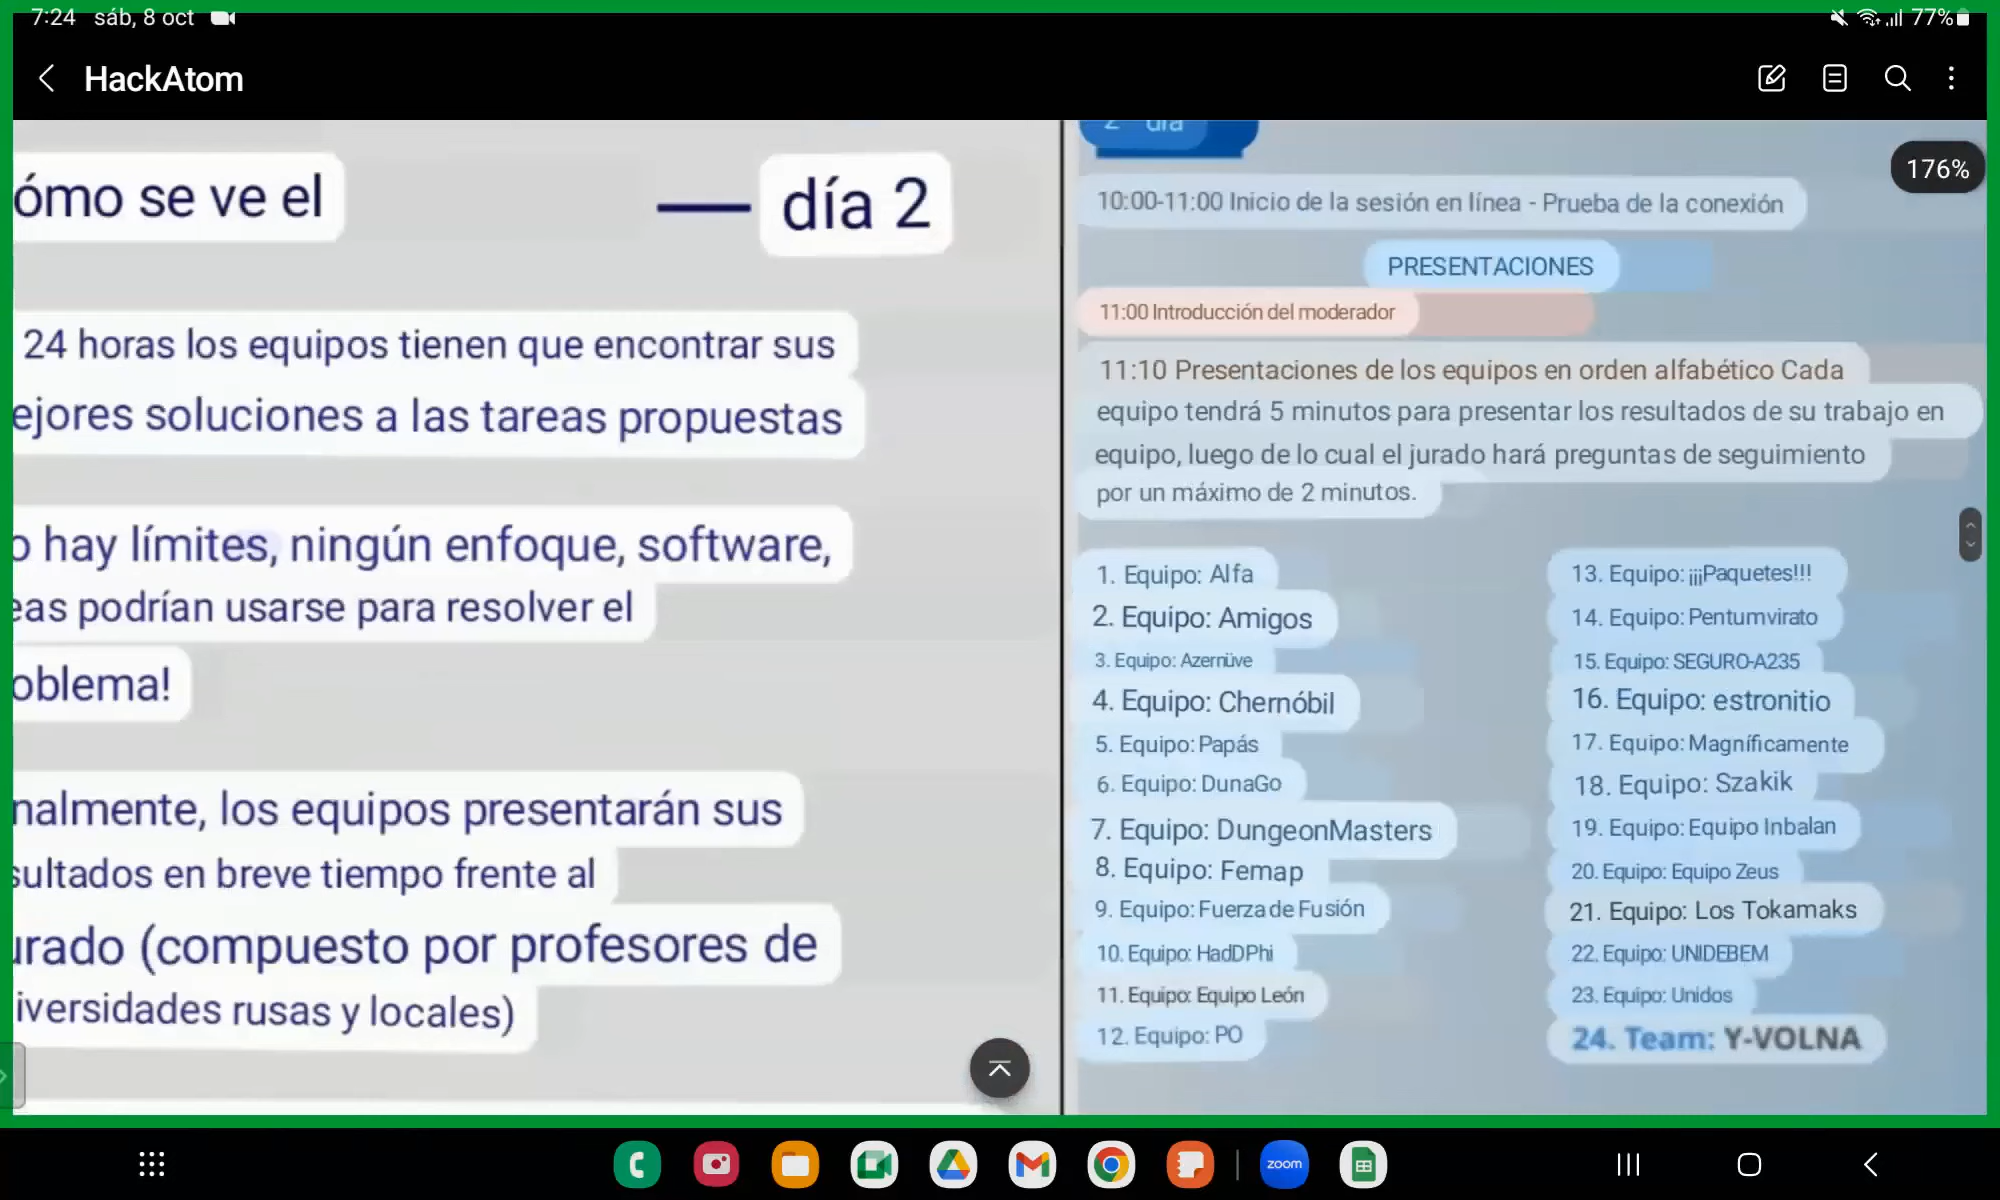 7:24 sáb, 8 oct
77%
HackAtom
176%
ómo se ve el
día 2
24 horas los equipos tienen que encontrar sus
ejores soluciones a las tareas propuestas
o hay límites, ningún enfoque, software,
eas podrían usarse para resolver el
oblema!
nalmente, los equipos presentarán sus
sultados en breve tiempo frente al
urado (compuesto por profesores de
iversidades rusas y locales)
2 día
10:00-11:00 Inicio de la sesión en línea - Prueba de la conexión
PRESENTACIONES
11:00 Introducción del moderador
11:10 Presentaciones de los equipos en orden alfabético Cada
equipo tendrá 5 minutos para presentar los resultados de su trabajo en
equipo, luego de lo cual el jurado hará preguntas de seguimiento
por un máximo de 2 minutos.
1. Equipo: Alfa
2. Equipo: Amigos
3. Equipo: Azernüve
4. Equipo: Chernóbil
5. Equipo: Papás
6. Equipo: DunaGo
7. Equipo: DungeonMasters
8. Equipo: Femap
9. Equipo: Fuerza de Fusión
10. Equipo: HadDPhi
11. Equipo: Equipo León
12. Equipo: PO
13. Equipo: ¡¡¡Paquetes!!!
14. Equipo: Pentumvirato
15. Equipo: SEGURO-A235
16. Equipo: estronitio
17. Equipo: Magníficamente
18. Equipo: Szakik
19. Equipo: Equipo Inbalan
20. Equipo: Equipo Zeus
21. Equipo: Los Tokamaks
22. Equipo: UNIDEBEM
23. Equipo: Unidos
24. Team: Y-VOLNA
zoom